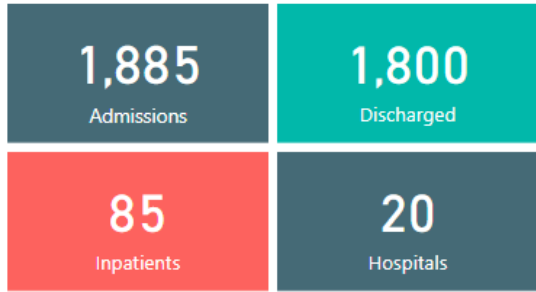 1,885
Admissions
1,800
Discharged
85
Inpatients
20
Hospitals